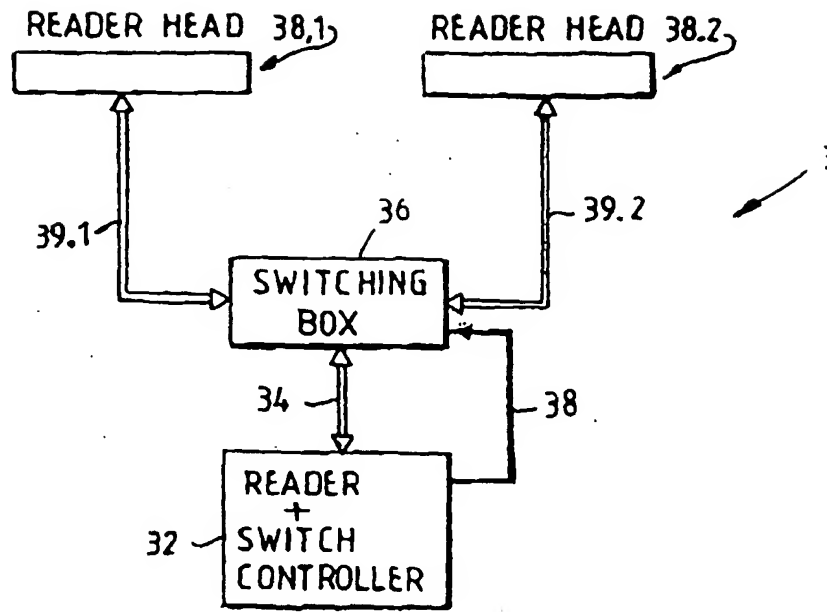 READER HEAD 38,1
READER HEAD 38.2
39.1
39.2
36
SWITCHING
BOX
34
38
32
READER
+
SWITCH
CONTROLLER